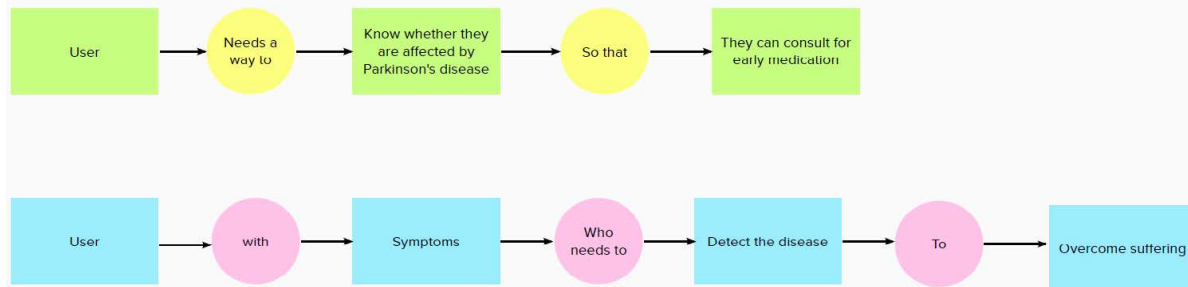 User
Needs a
way to
Know whether they
are affected by
Parkinson's disease
So that
They can consult for
early medication
User
with
Symptoms
Who
needs to
Detect the disease
To
Overcome suffering